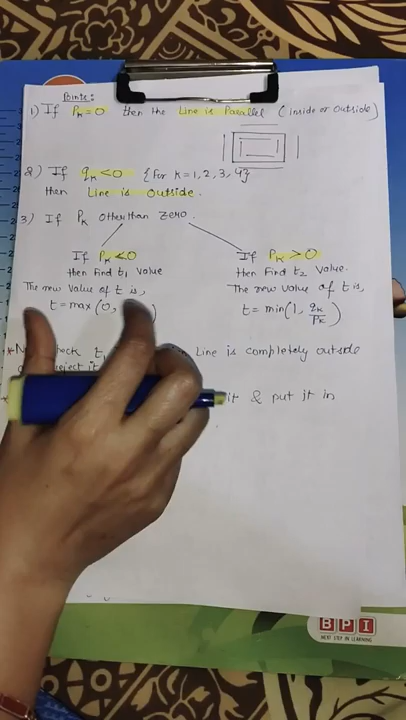 Points:
1) If Pk=0 then the Line is Parallel (inside or outside)
2) If qk<0 {For k=1,2,3,4}
then Line is outside.
3) If Pk other than zero.
If Pk<0
then find t1 value
The new value of t is,
t = max(0,
If Pk>0
then find t2 value.
The new value of t is,
t = min(1, qk/Pk)
Line is completely outside
reject it
it & put it in
BPI
NEXT STEP IN LEARNING